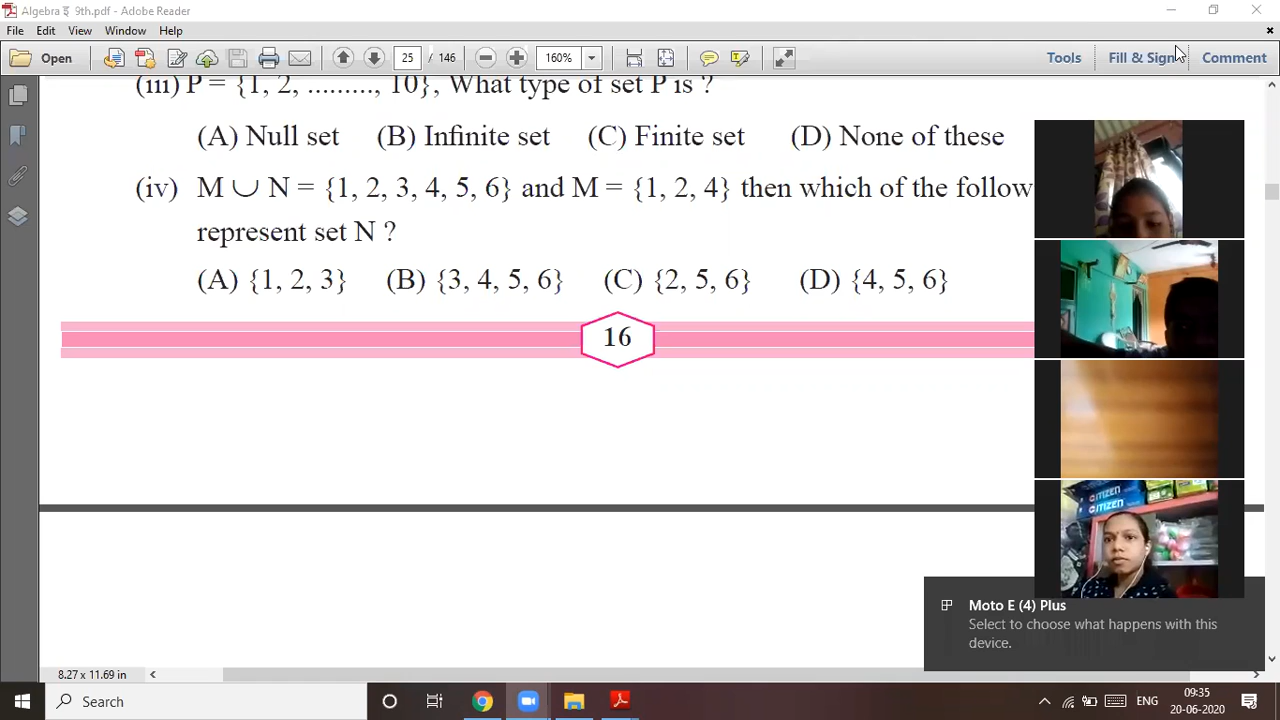 Algebra ई 9th.pdf - Adobe Reader
File Edit View Window Help
Open 25 / 146 160% Tools Fill & Sign Comment
(iii) P = {1, 2, ........., 10}, What type of set P is ?
(A) Null set (B) Infinite set (C) Finite set (D) None of these
(iv) M ∪ N = {1, 2, 3, 4, 5, 6} and M = {1, 2, 4} then which of the follow
represent set N ?
(A) {1, 2, 3} (B) {3, 4, 5, 6} (C) {2, 5, 6} (D) {4, 5, 6}
16
CITIZEN
CITIZEN
Moto E (4) Plus
Select to choose what happens with this
device.
8.27 x 11.69 in
Search ENG 09:35
20-06-2020